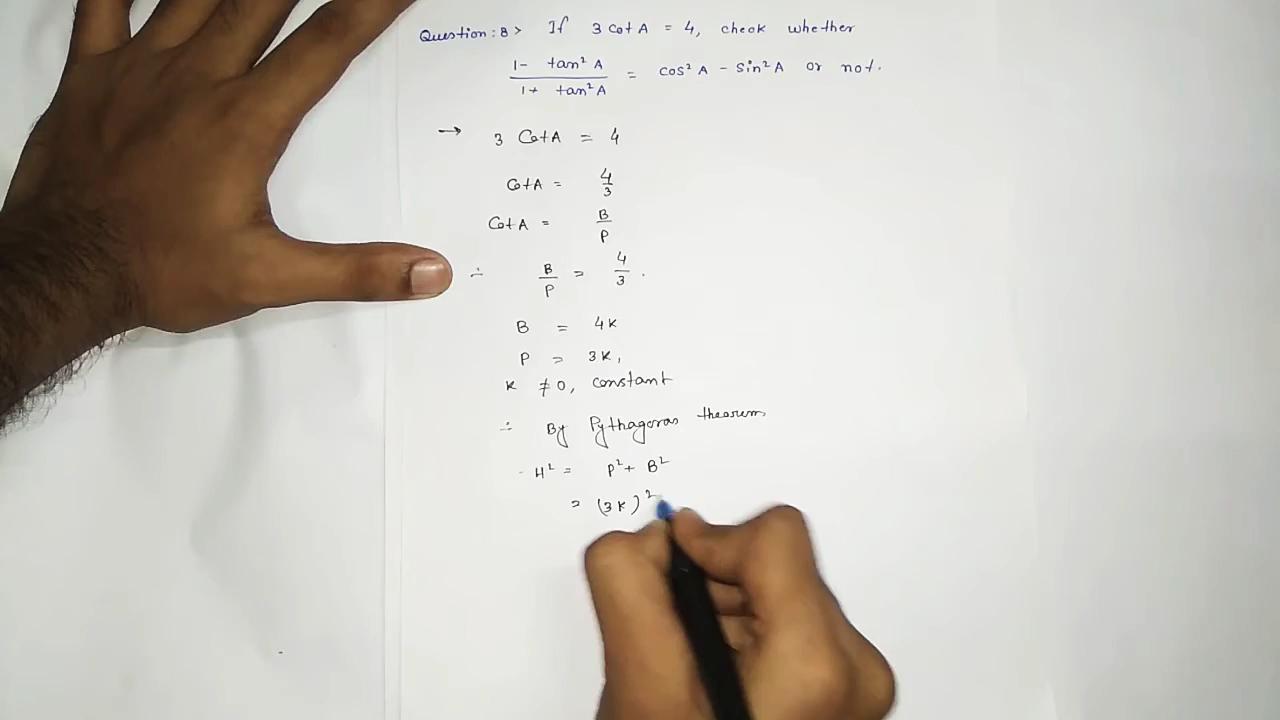 Question:8> If 3 Cot A = 4, check whether
1- tan² A / 1+ tan² A = cos² A - Sin² A or not.
→ 3 Cot A = 4
Cot A = 4/3
Cot A = B/P
∴ B/P = 4/3.
B = 4K
P = 3K,
K ≠ 0, constant
∴ By Pythagoras theorem,
H² = P² + B²
= (3K)²